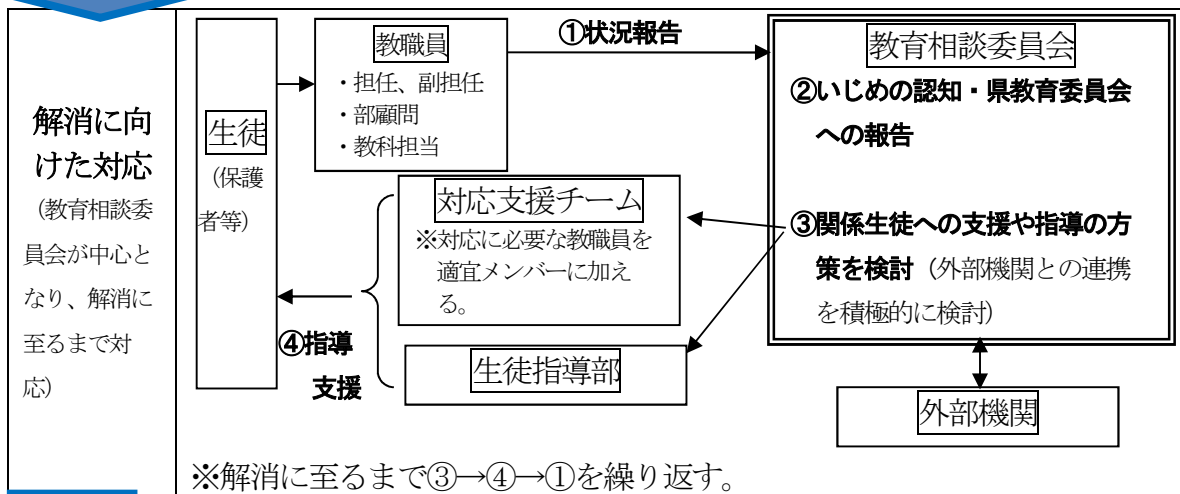 解消に向
けた対応
（教育相談委
員会が中心と
なり、解消に
至るまで対
応）
生徒
（保護
者等）
教職員
・担任、副担任
・部顧問
・教科担当
①状況報告
教育相談委員会
②いじめの認知・県教育委員会
への報告
③関係生徒への支援や指導の方
策を検討（外部機関との連携
を積極的に検討）
対応支援チーム
※対応に必要な教職員を
適宜メンバーに加え
る。
④指導
支援
生徒指導部
外部機関
※解消に至るまで③→④→①を繰り返す。